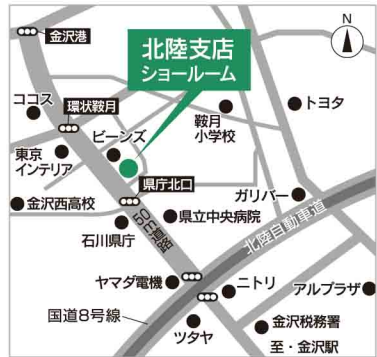 N
金沢港
北陸支店
ショールーム
ココス
環状鞍月
鞍月
小学校
トヨタ
ビーンズ
東京
インテリア
県庁北口
ガリバー
金沢西高校
50m道路
県立中央病院
石川県庁
北陸自動車道
ヤマダ電機
ニトリ
アルプラザ
国道8号線
ツタヤ
金沢税務署
至・金沢駅